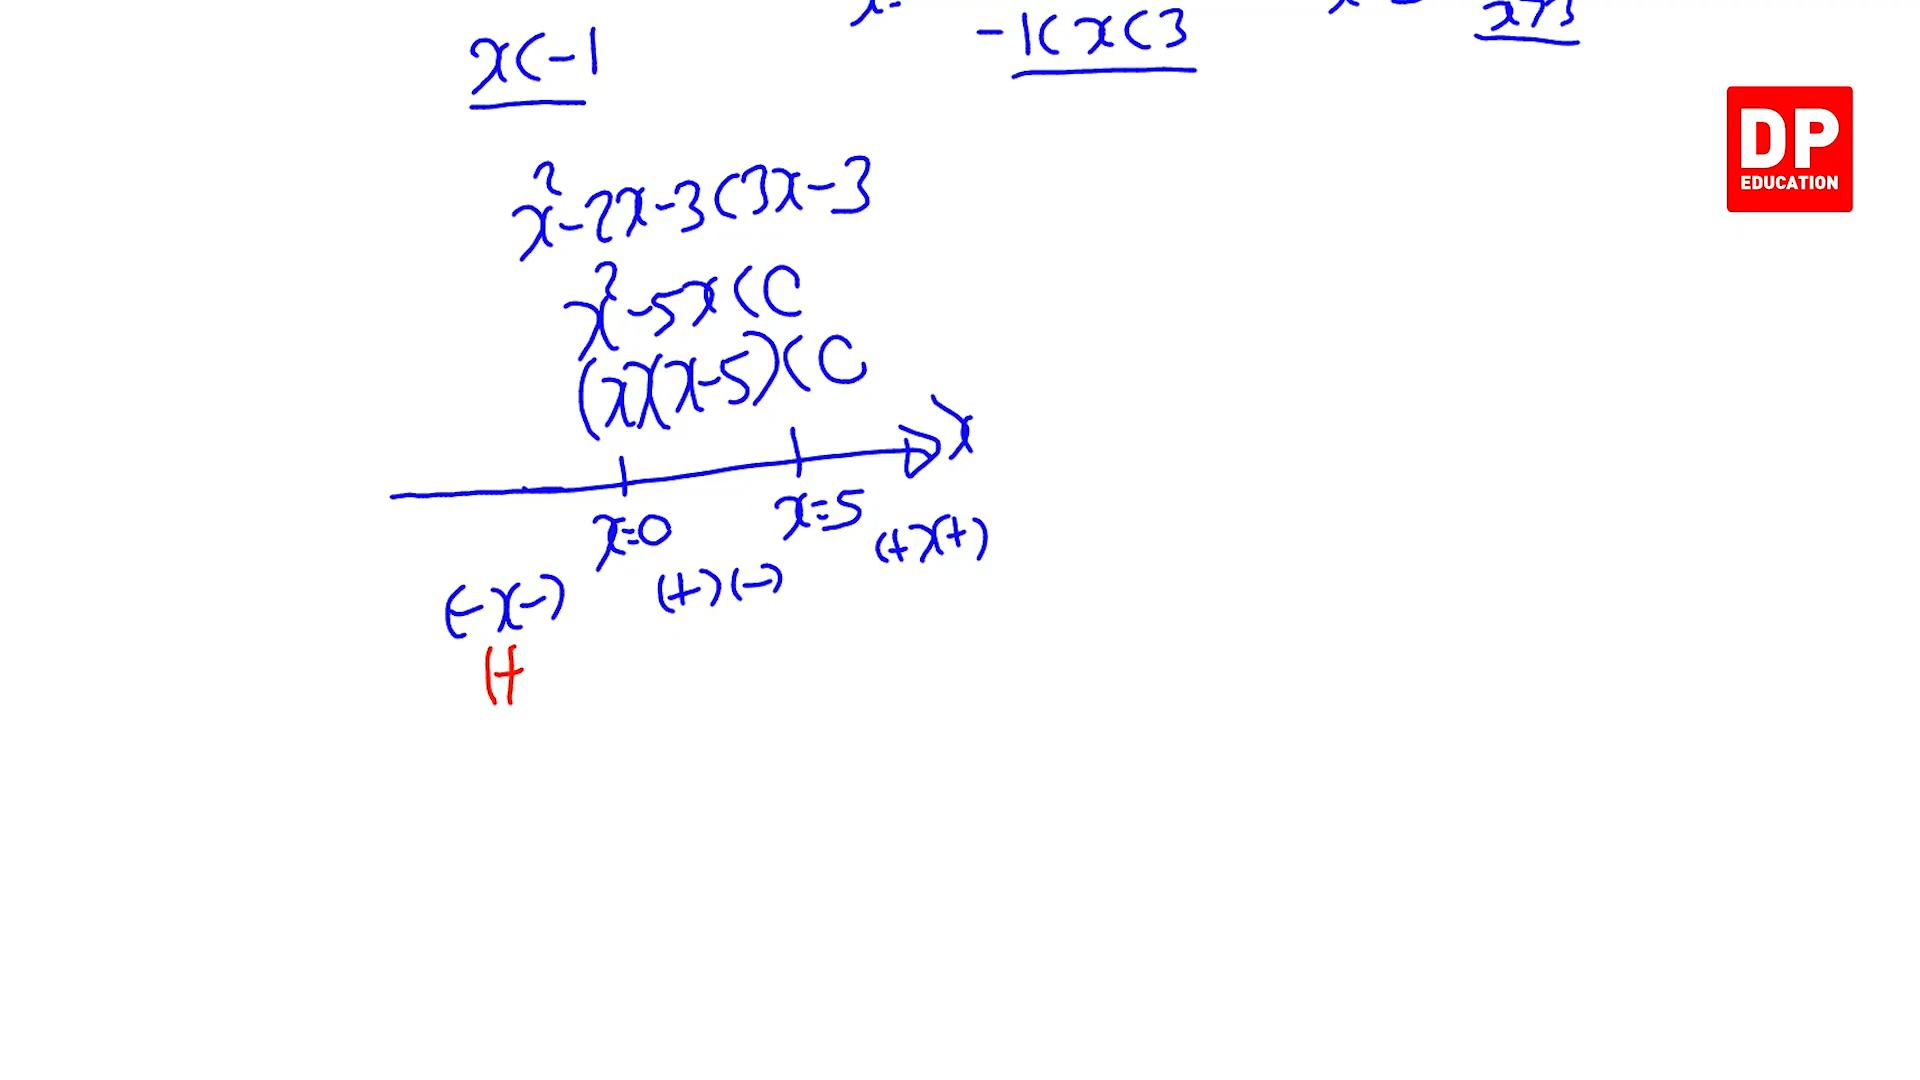 x<-1
-1<x<3
x>3
DP
EDUCATION
x²-2x-3<3x-3
x²-5x<0
(x)(x-5)<0
x
x=0
x=5
(-)(-)
(+)(-)
(+)(+)
(+